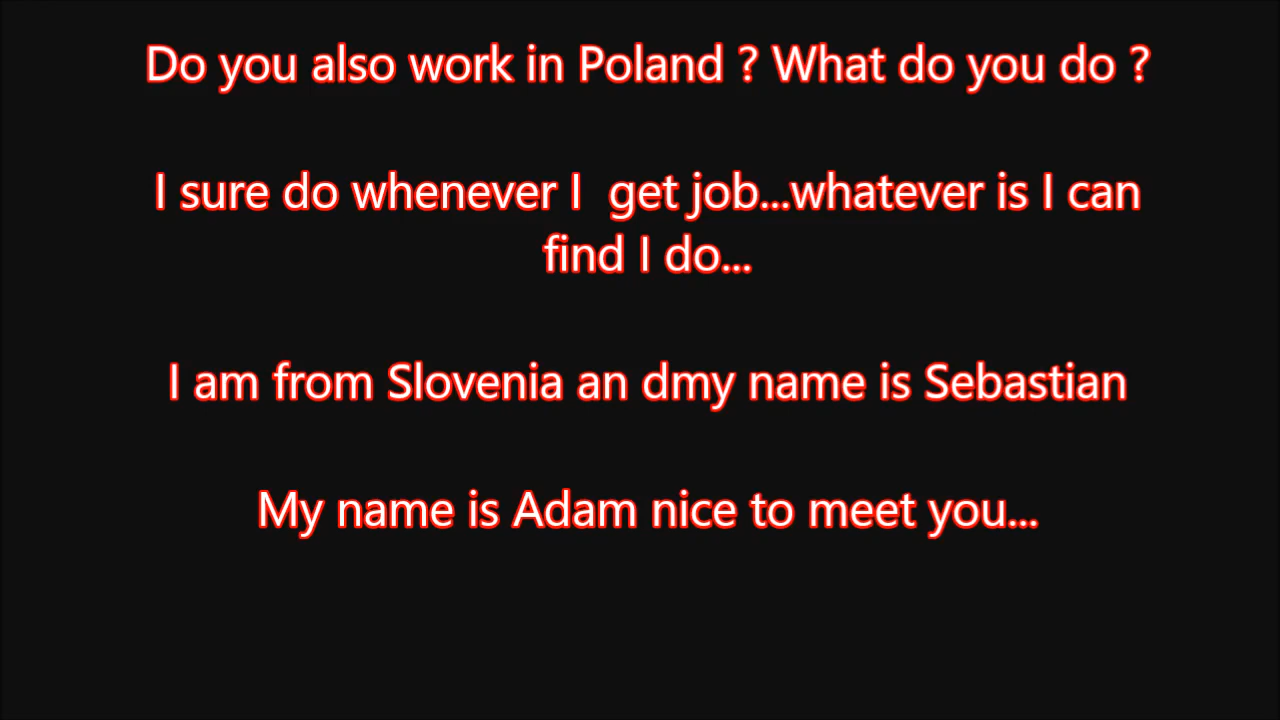 Do you also work in Poland ? What do you do ?
I sure do whenever I  get job...whatever is I can
find I do...
I am from Slovenia an dmy name is Sebastian
My name is Adam nice to meet you...